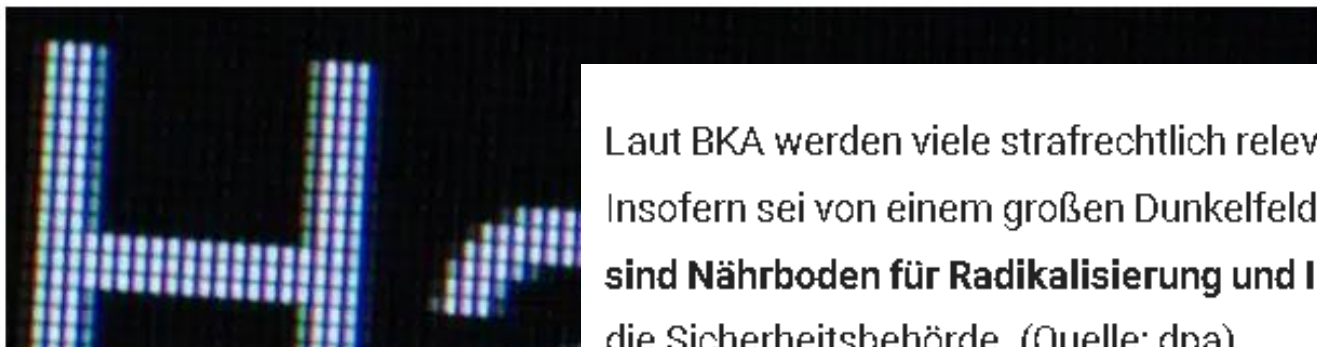 H
Laut BKA werden viele strafrechtlich
Insofern sei von einem großen Dunkelfeld
sind Nährboden für Radikalisierung und
die Sicherheitsbehörde. (Quelle: dpa)